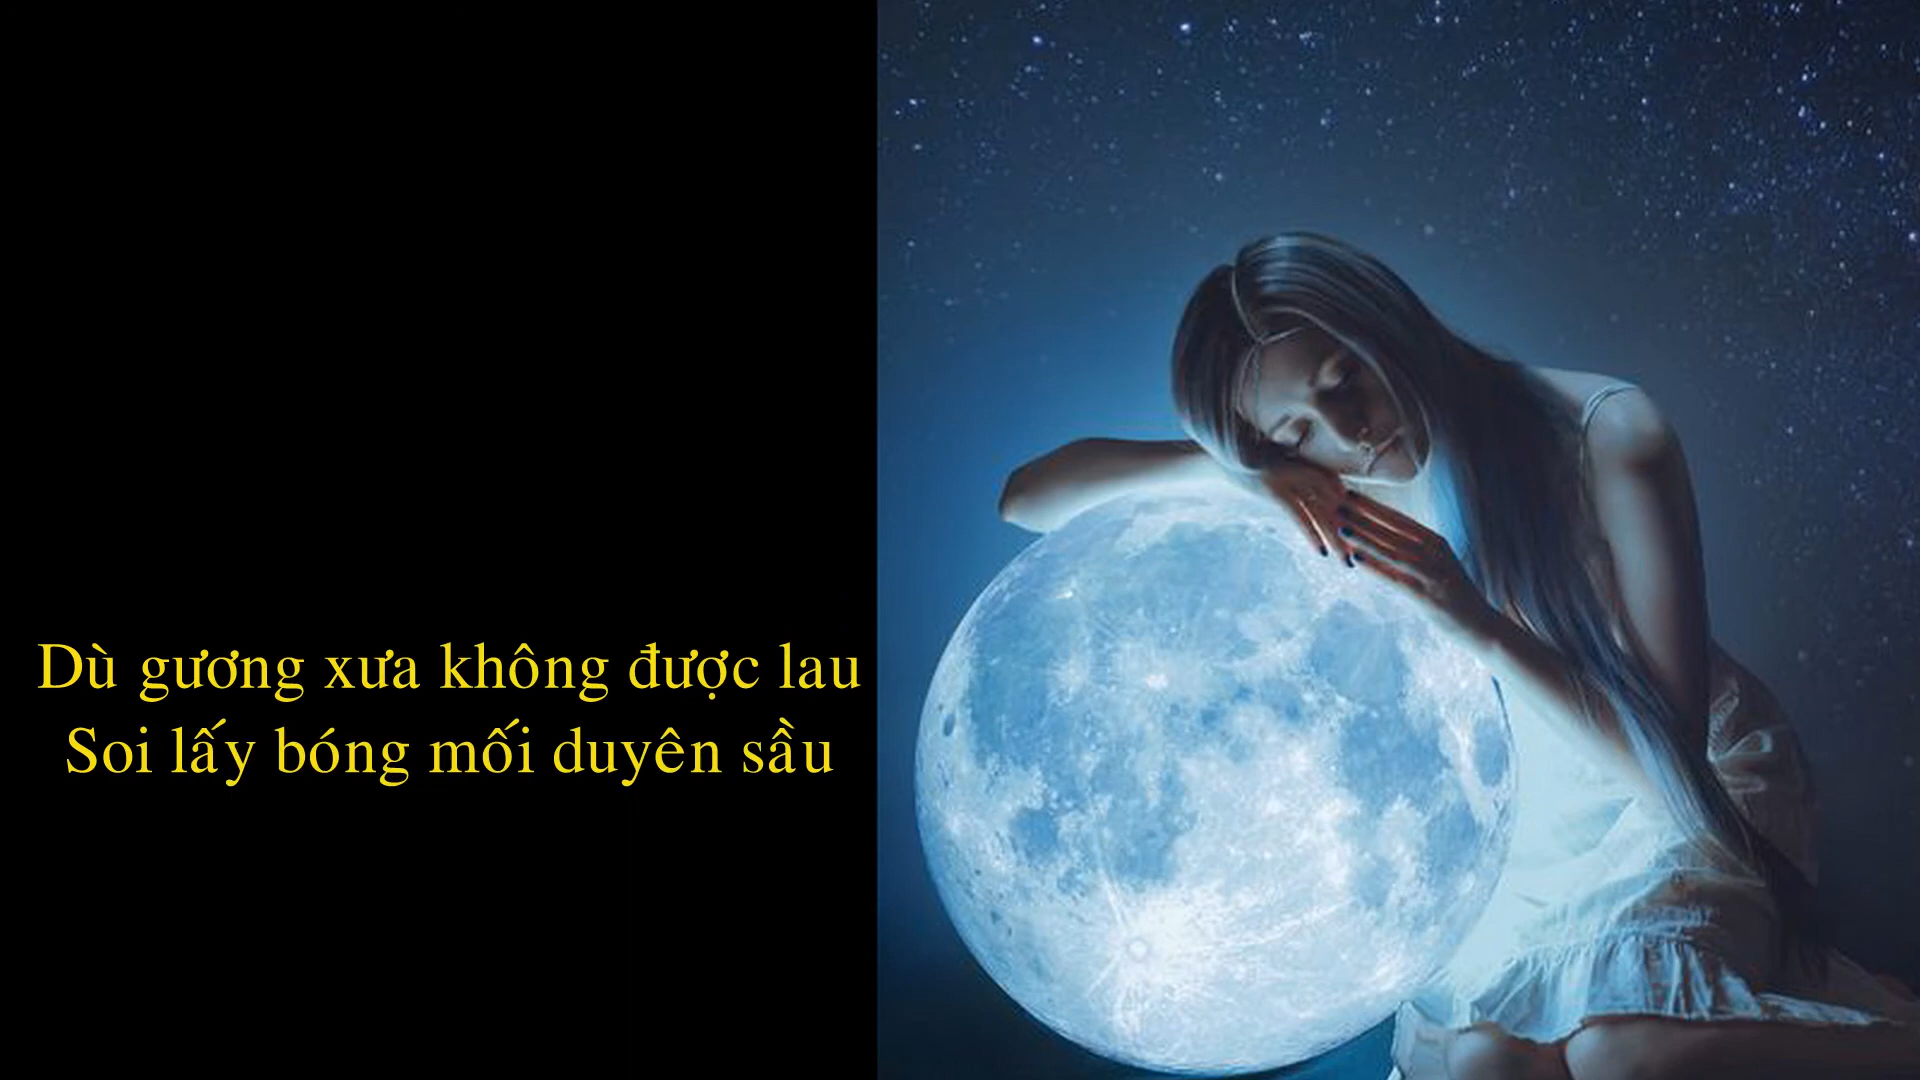 Dù gương xưa không được lau
Soi lấy bóng mối duyên sầu